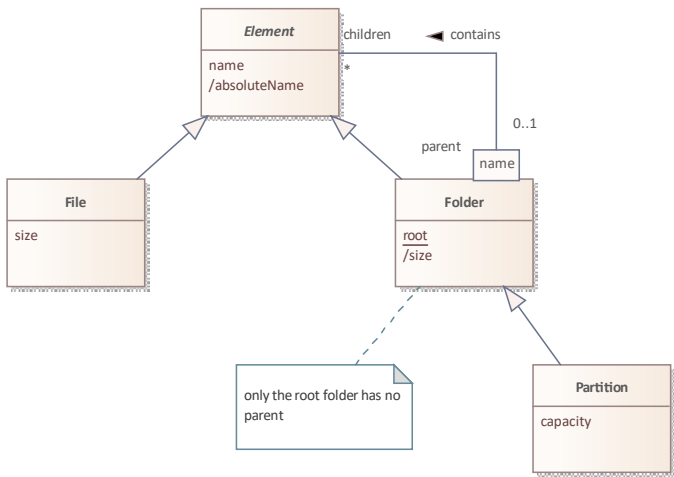 Element
name
/absoluteName
children
contains
*
0..1
parent
name
File
size
Folder
root
/size
only the root folder has no
parent
Partition
capacity